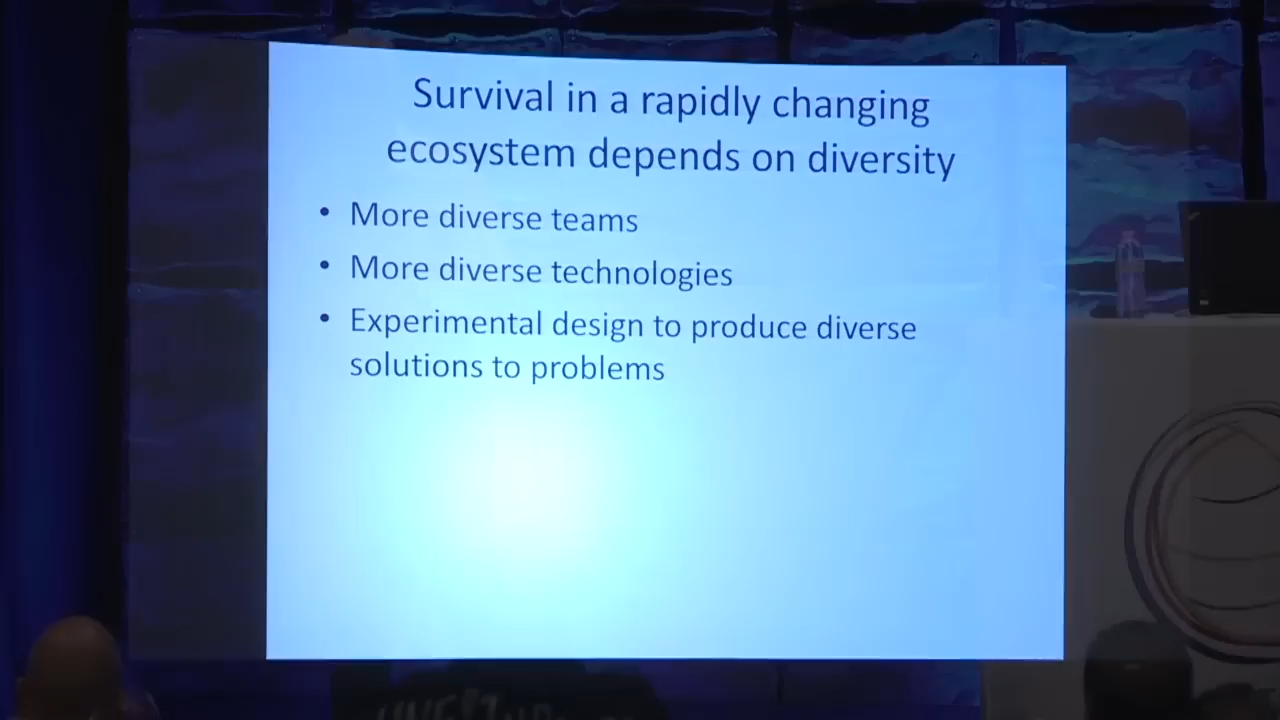 Survival in a rapidly changing
ecosystem depends on diversity
• More diverse teams
• More diverse technologies
• Experimental design to produce diverse
solutions to problems